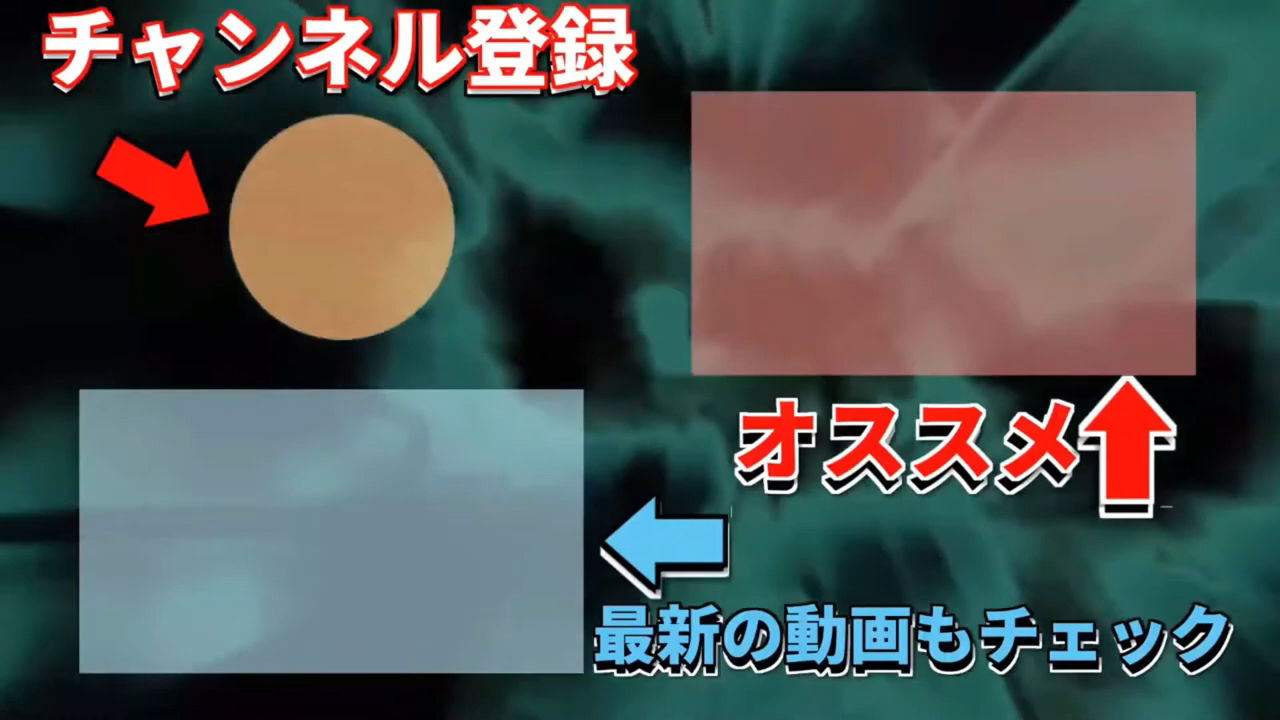 チャンネル登録
オススメ
最新の動画もチェック